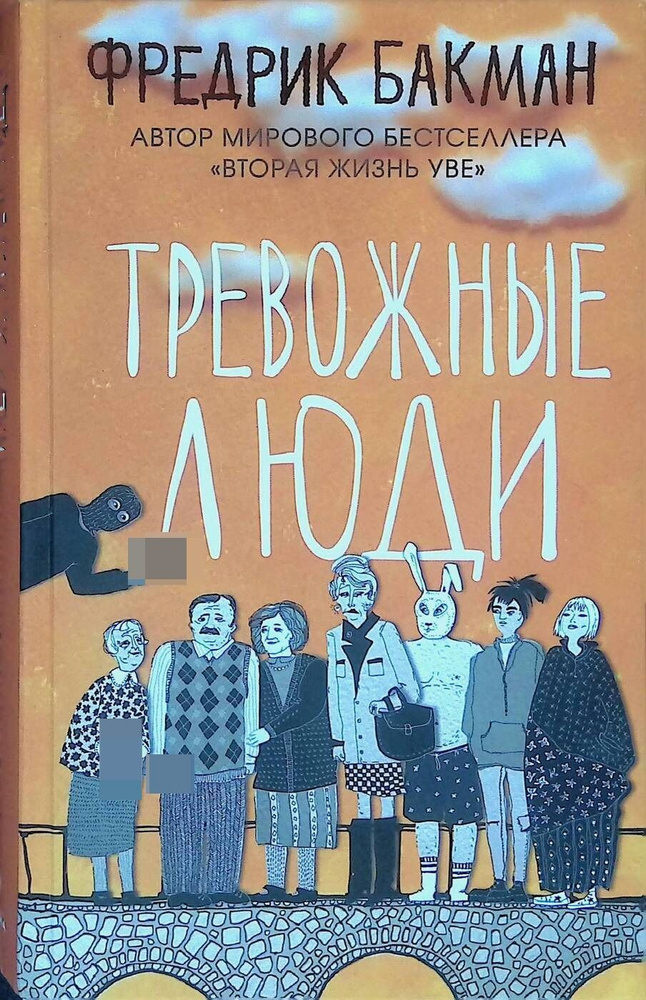 ФРЕДРИК БАКМАН
АВТОР МИРОВОГО БЕСТСЕЛЛЕРА
«ВТОРАЯ ЖИЗНЬ УВЕ»
ТРЕВОЖНЫЕ
ЛЮДИ